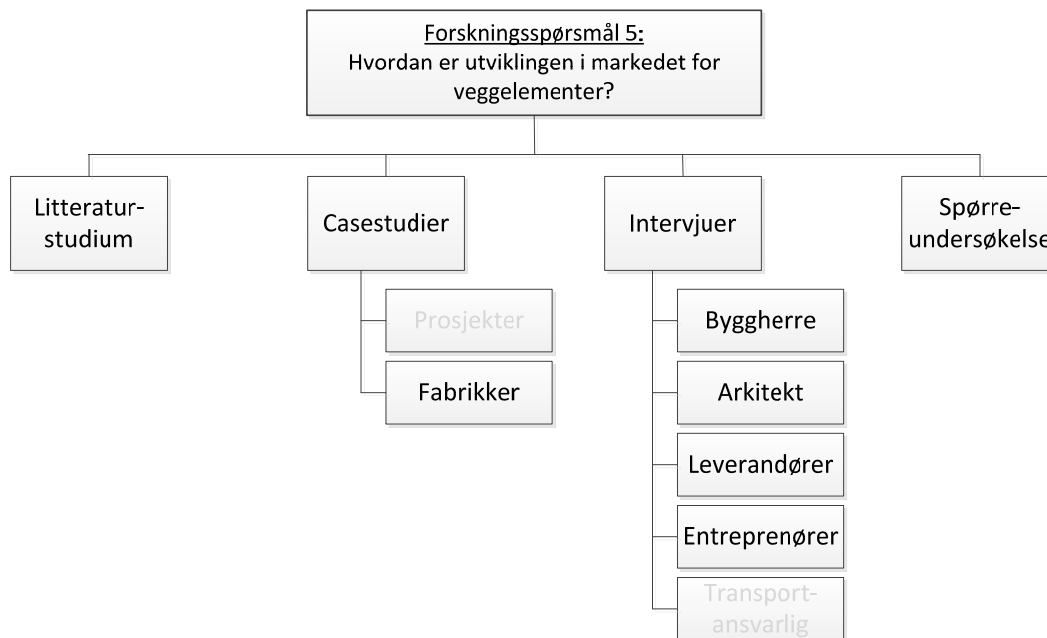 Forskningsspørsmål 5:
Hvordan er utviklingen i markedet for
veggelementer?
Litteratur-
studium
Casestudier
Prosjekter
Fabrikker
Intervjuer
Byggherre
Arkitekt
Leverandører
Entreprenører
Transport-
ansvarlig
Spørre-
undersøkelse